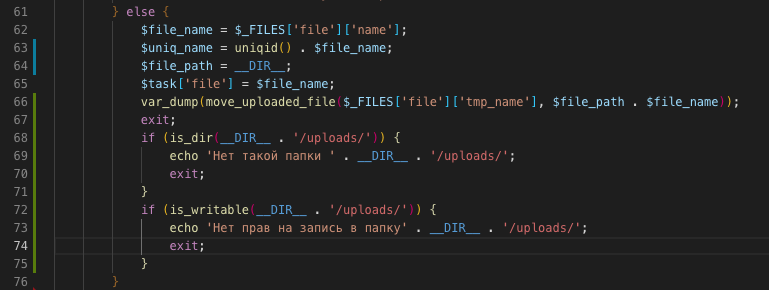 61 } else {
62 $file_name = $_FILES['file']['name'];
63 $uniq_name = uniqid() . $file_name;
64 $file_path = __DIR__;
65 $task['file'] = $file_name;
66 var_dump(move_uploaded_file($_FILES['file']['tmp_name'], $file_path . $file_name));
67 exit;
68 if (is_dir(__DIR__ . '/uploads/')) {
69 echo 'Нет такой папки ' . __DIR__ . '/uploads/';
70 exit;
71 }
72 if (is_writable(__DIR__ . '/uploads/')) {
73 echo 'Нет прав на запись в папку' . __DIR__ . '/uploads/';
74 exit;
75 }
76 }